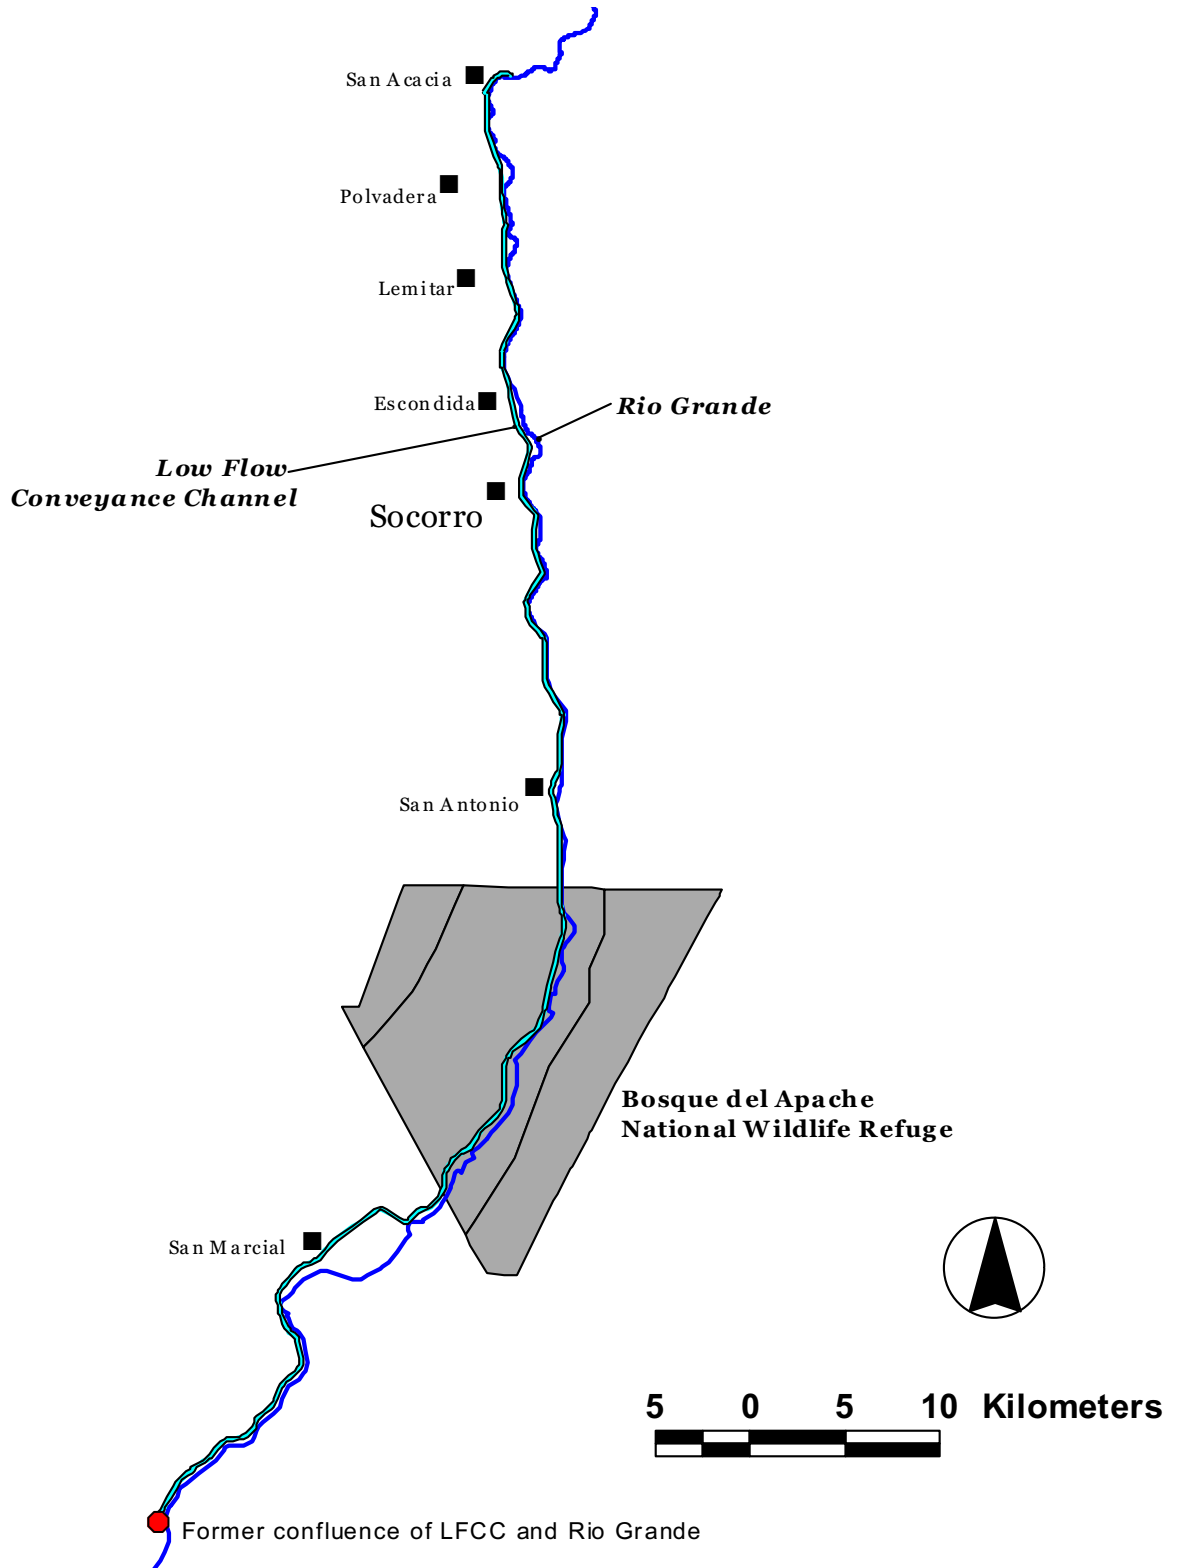 San Acacia
Polvadera
Lemitar
Escondida
Rio Grande
Low Flow
Conveyance Channel
Socorro
San Antonio
Bosque del Apache
National Wildlife Refuge
San Marcial
5 0 5 10 Kilometers
Former confluence of LFCC and Rio Grande